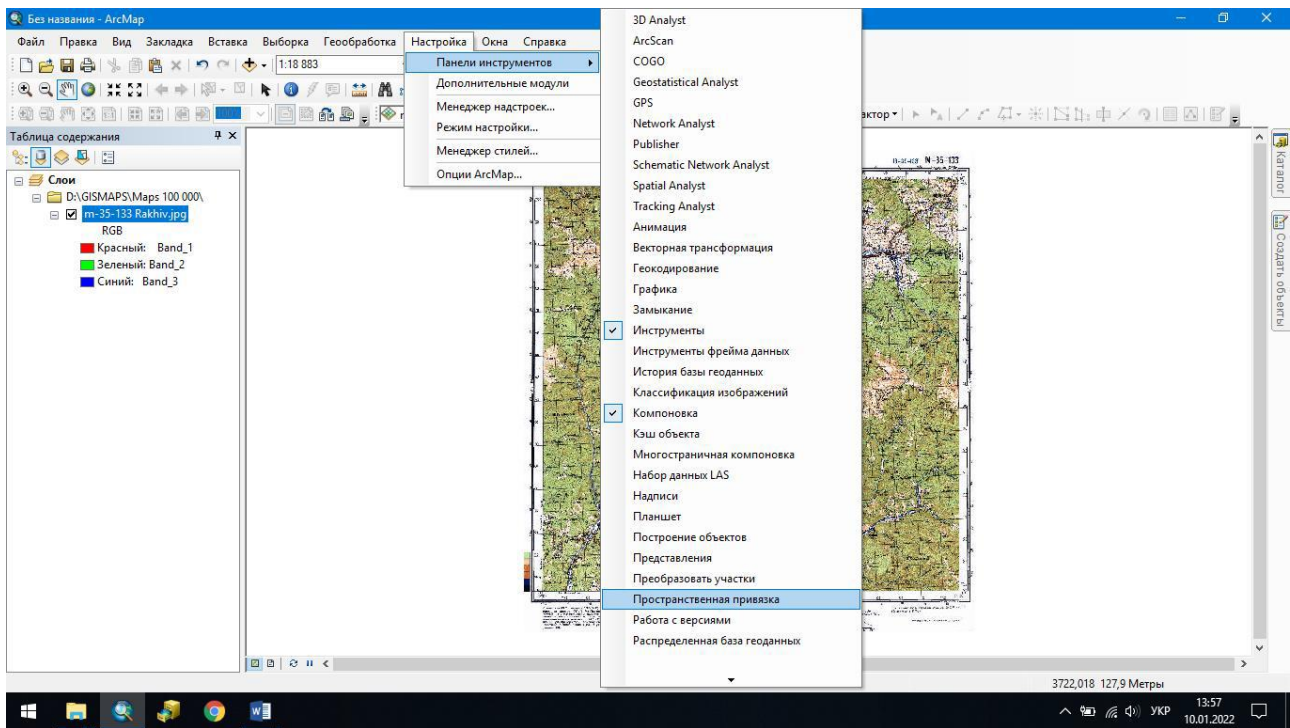 Без названия - ArcMap
Файл Правка Вид Закладка Вставка Выборка Геообработка Настройка Окна Справка
1:18 883
актор
Таблица содержания
Слои
D:\GISMAPS\Maps 100 000\
m-35-133 Rakhiv.jpg
RGB
Красный: Band_1
Зеленый: Band_2
Синий: Band_3
Панели инструментов
Дополнительные модули
Менеджер надстроек...
Режим настройки...
Менеджер стилей...
Опции ArcMap...
3D Analyst
ArcScan
COGO
Geostatistical Analyst
GPS
Network Analyst
Publisher
Schematic Network Analyst
Spatial Analyst
Tracking Analyst
Анимация
Векторная трансформация
Геокодирование
Графика
Замыкание
Инструменты
Инструменты фрейма данных
История базы геоданных
Классификация изображений
Компоновка
Кэш объекта
Многостраничная компоновка
Набор данных LAS
Надписи
Планшет
Построение объектов
Представления
Преобразовать участки
Пространственная привязка
Работа с версиями
Распределенная база геоданных
N-35-133
Каталог
Создать объекты
3722,018 127,9 Метры
УКР
13:57
10.01.2022